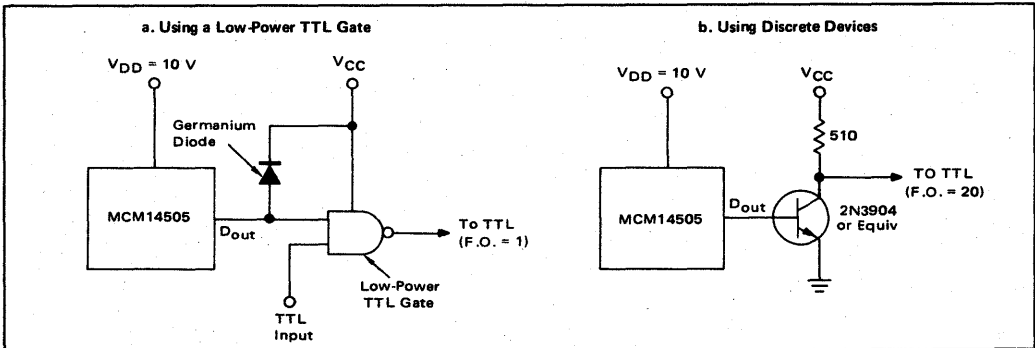 a. Using a Low-Power TTL Gate
VDD = 10 V
VCC
Germanium
Diode
MCM14505
Dout
To TTL
(F.O. = 1)
Low-Power
TTL Gate
TTL
Input
b. Using Discrete Devices
VDD = 10 V
VCC
510
TO TTL
(F.O. = 20)
MCM14505
Dout
2N3904
or Equiv